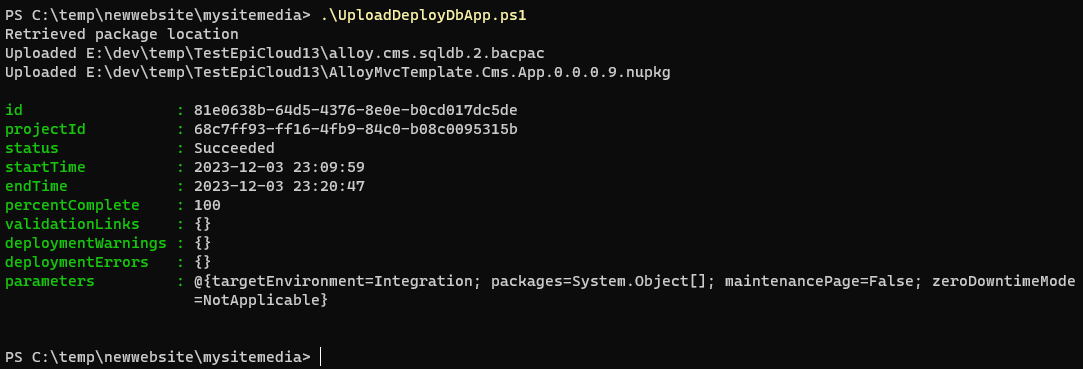 PS C:\temp\newwebsite\mysitemedia> .\UploadDeployDbApp.ps1
Retrieved package location
Uploaded E:\dev\temp\TestEpiCloud13\alloy.cms.sqldb.2.bacpac
Uploaded E:\dev\temp\TestEpiCloud13\AlloyMvcTemplate.Cms.App.0.0.0.9.nupkg
id                 : 81e0638b-64d5-4376-8e0e-b0cd017dc5de
projectId          : 68c7ff93-ff16-4fb9-84c0-b08c0095315b
status             : Succeeded
startTime          : 2023-12-03 23:09:59
endTime            : 2023-12-03 23:20:47
percentComplete    : 100
validationLinks    : {}
deploymentWarnings : {}
deploymentErrors   : {}
parameters         : @{targetEnvironment=Integration; packages=System.Object[]; maintenancePage=False; zeroDowntimeMode
                     =NotApplicable}
PS C:\temp\newwebsite\mysitemedia>